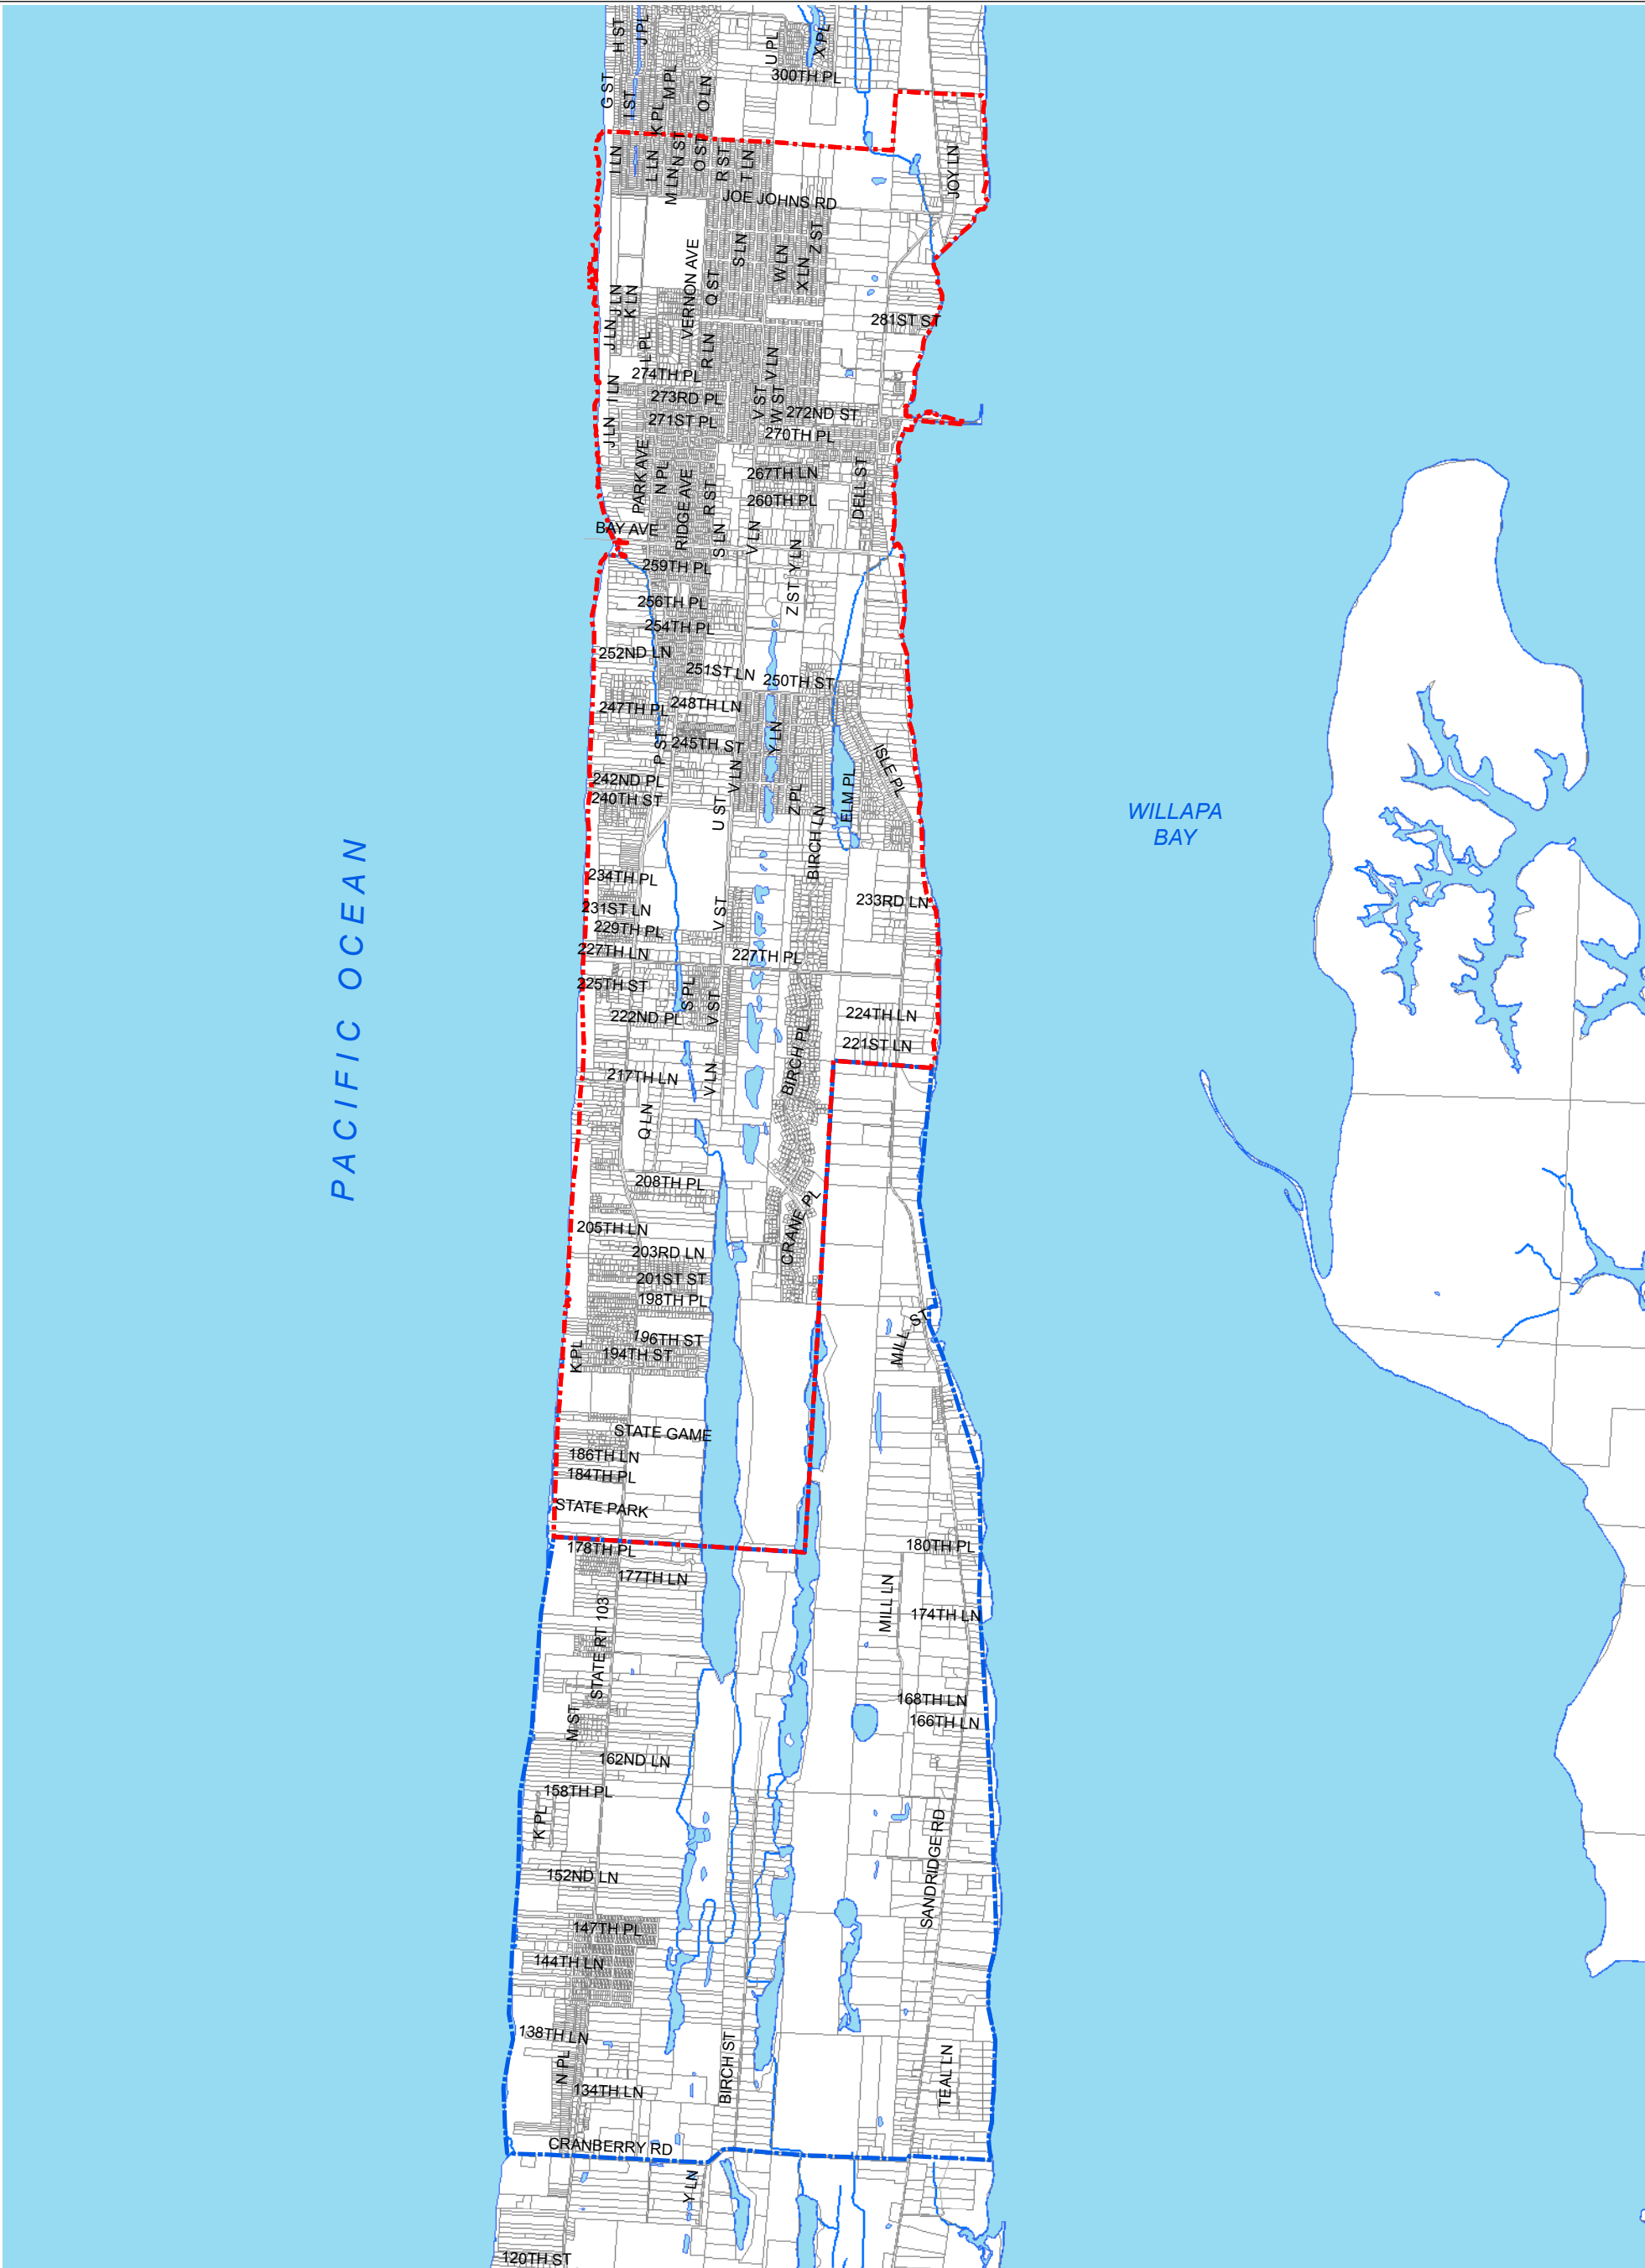 H ST
J PL
U PL
X PL
300TH PL
G ST
I ST
K PL
M PL
O LN
I LN
L LN
M LN
N ST
O ST
R ST
T LN
JOY LN
JOE JOHNS RD
S LN
W LN
X LN
Z ST
VERNON AVE
Q ST
J LN
K LN
281ST ST
J LN
L PL
R LN
V LN
274TH PL
I LN
273RD PL
V ST
W ST
272ND ST
271ST PL
J LN
270TH PL
PARK AVE
N PL
RIDGE AVE
R ST
267TH LN
DELL ST
260TH PL
BAY AVE
S LN
V LN
Y LN
259TH PL
Z ST
256TH PL
254TH PL
252ND LN
251ST LN
250TH ST
248TH LN
247TH PL
P ST
245TH ST
Y LN
ISLE PL
V LN
242ND PL
240TH ST
U ST
Z PL
ELM PL
BIRCH LN
WILLAPA
BAY
234TH PL
231ST LN
V ST
233RD LN
229TH PL
227TH LN
227TH PL
225TH ST
S PL
V ST
222ND PL
224TH LN
221ST LN
BIRCH PL
PACIFIC OCEAN
217TH LN
V LN
Q LN
208TH PL
CRANE PL
205TH LN
203RD LN
201ST ST
198TH PL
196TH ST
194TH ST
K PL
MILL ST
STATE GAME
186TH LN
184TH PL
STATE PARK
178TH PL
180TH PL
177TH LN
STATE RT 103
MILL LN
174TH LN
168TH LN
166TH LN
M ST
162ND LN
158TH PL
K PL
SANDRIDGE RD
152ND LN
147TH PL
144TH LN
138TH LN
N PL
134TH LN
BIRCH ST
TEAL LN
CRANBERRY RD
Y LN
120TH ST